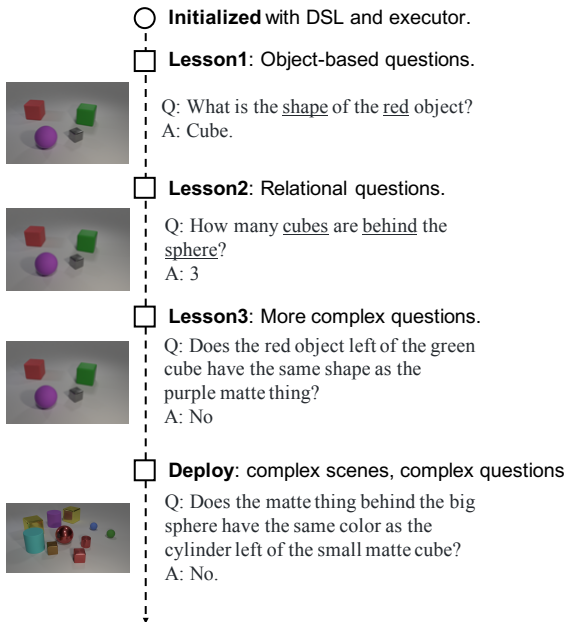 Initialized with DSL and executor.
Lesson1: Object-based questions.
Q: What is the shape of the red object?
A: Cube.
Lesson2: Relational questions.
Q: How many cubes are behind the
sphere?
A: 3
Lesson3: More complex questions.
Q: Does the red object left of the green
cube have the same shape as the
purple matte thing?
A: No
Deploy: complex scenes, complex questions
Q: Does the matte thing behind the big
sphere have the same color as the
cylinder left of the small matte cube?
A: No.